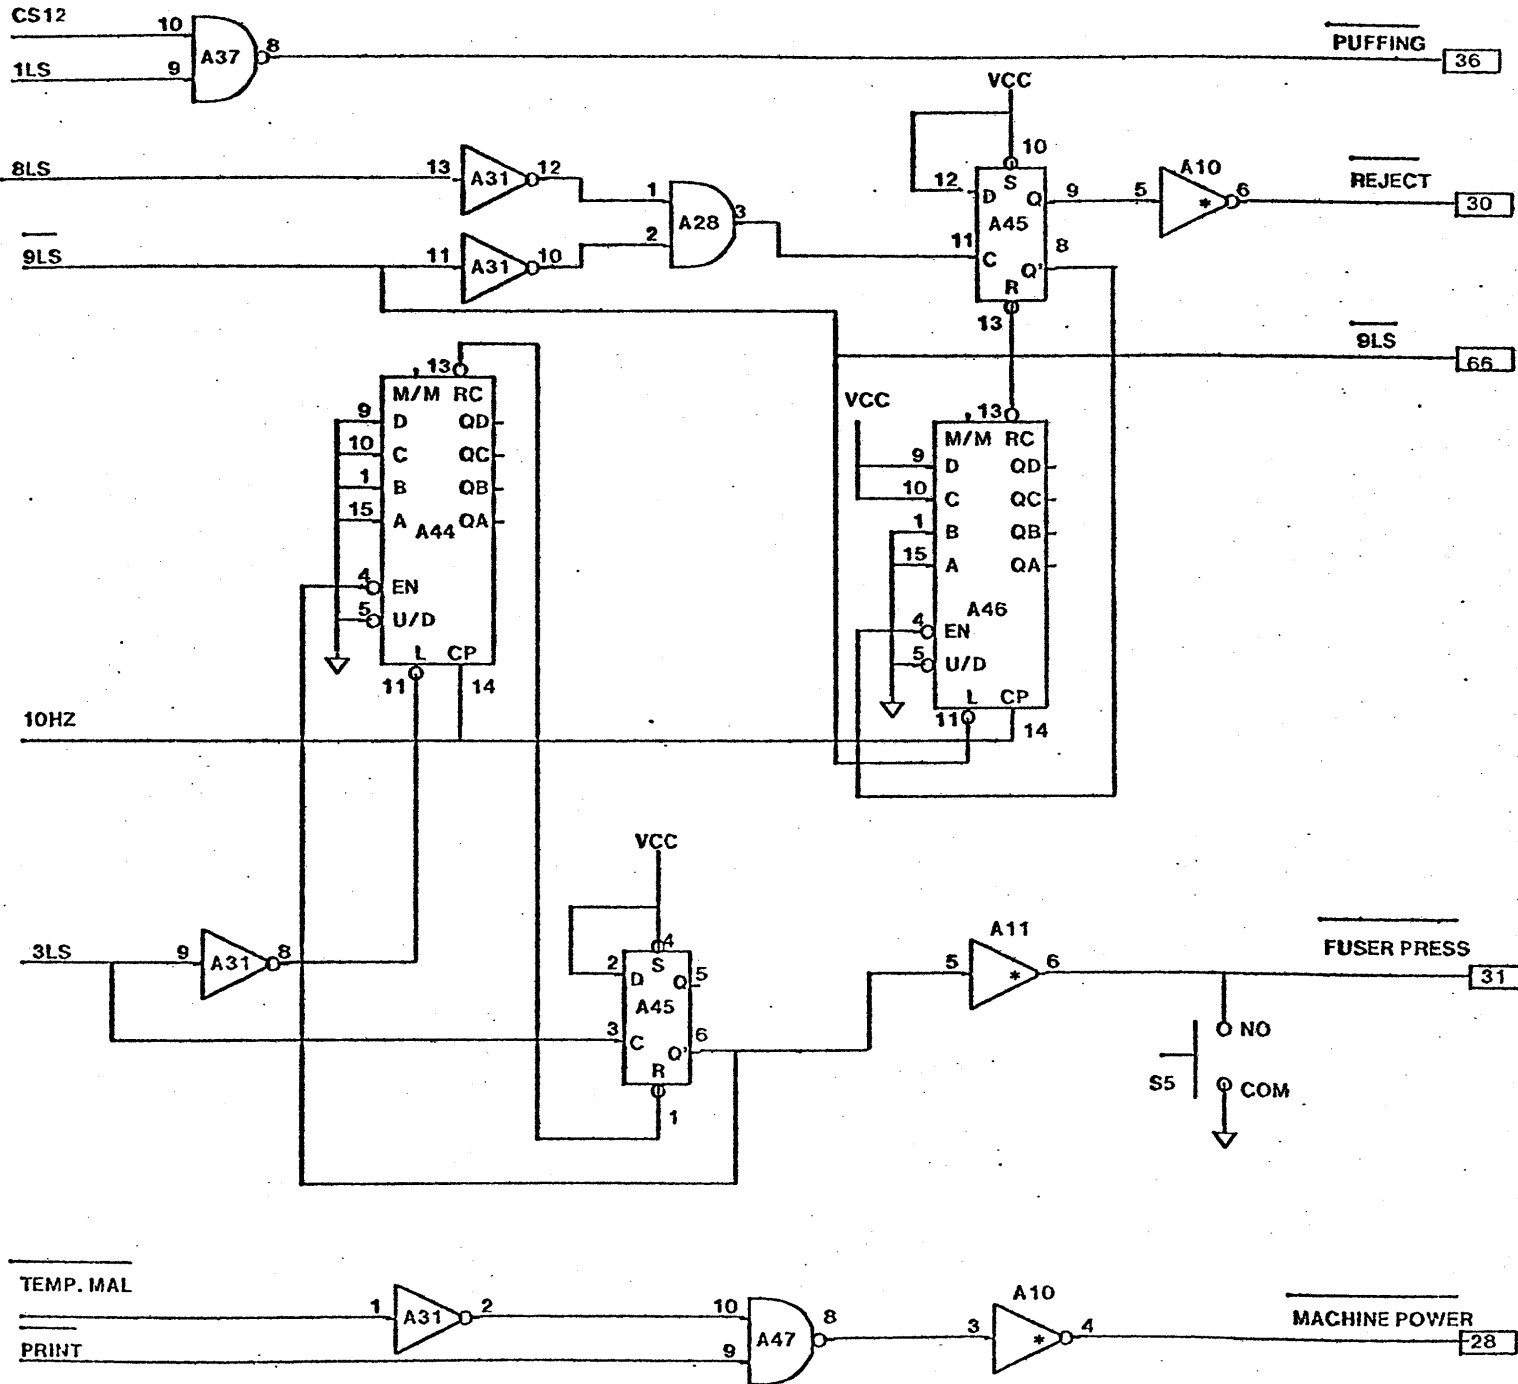 CS12
10
A37
8
1LS
9
PUFFING
36
VCC
8LS
13
A31
12
1
A28
3
2
9LS
11
A31
10
10
12
D
S
Q
9
A45
11
C
Q'
8
R
13
5
A10
*
6
REJECT
30
9LS
66
13
M/M RC
9
D
QD
10
C
QC
1
B
QB
15
A
QA
A44
4
EN
5
U/D
L
CP
11
14
VCC
13
M/M RC
9
D
QD
10
C
QC
1
B
QB
15
A
QA
A46
4
EN
5
U/D
L
CP
11
14
10HZ
VCC
3LS
9
A31
8
4
2
D
S
Q
5
A45
3
C
Q'
6
R
1
5
A11
*
6
FUSER PRESS
31
NO
S5
COM
TEMP. MAL
1
A31
2
10
A47
8
PRINT
9
3
A10
*
4
MACHINE POWER
28